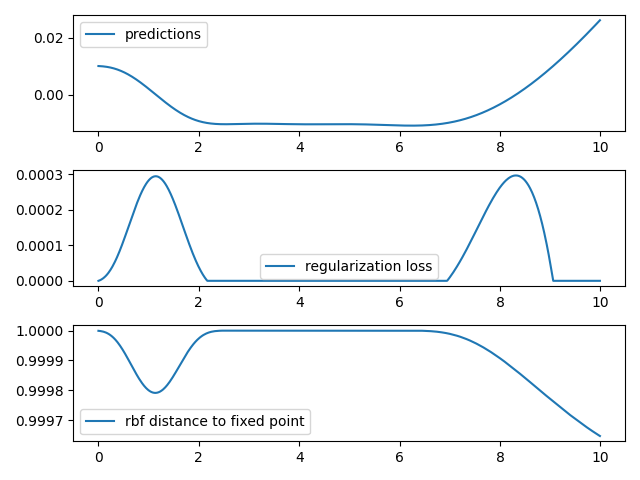 0.02
0.00
predictions
0 2 4 6 8 10
0.0003
0.0002
0.0001
0.0000
regularization loss
0 2 4 6 8 10
1.0000
0.9999
0.9998
0.9997
rbf distance to fixed point
0 2 4 6 8 10